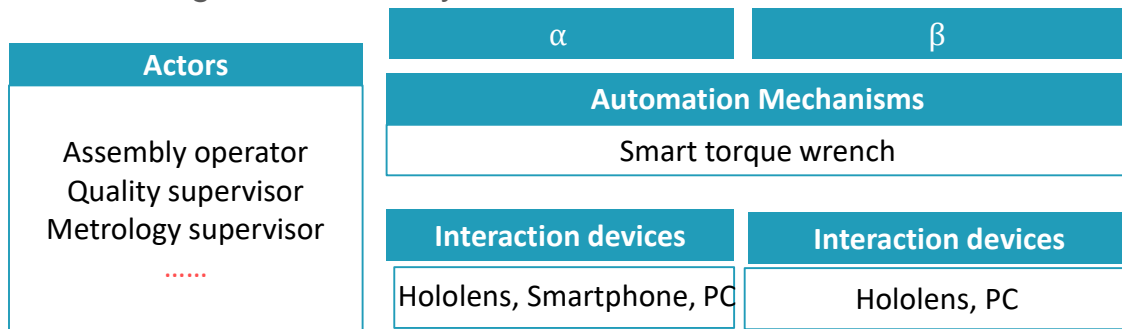 α
β
Actors
Automation Mechanisms
Assembly operator
Quality supervisor
Metrology supervisor
......
Smart torque wrench
Interaction devices
Interaction devices
Hololens, Smartphone, PC
Hololens, PC